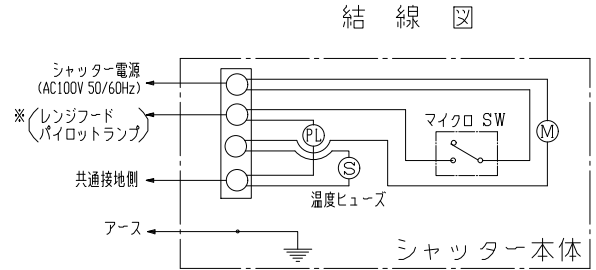 結線図
シャッター電源
(AC100V 50/60Hz)
※(レンジフード
パイロットランプ)
共通接地側
アース
PL
S
温度ヒューズ
マイクロ SW
M
シャッター本体